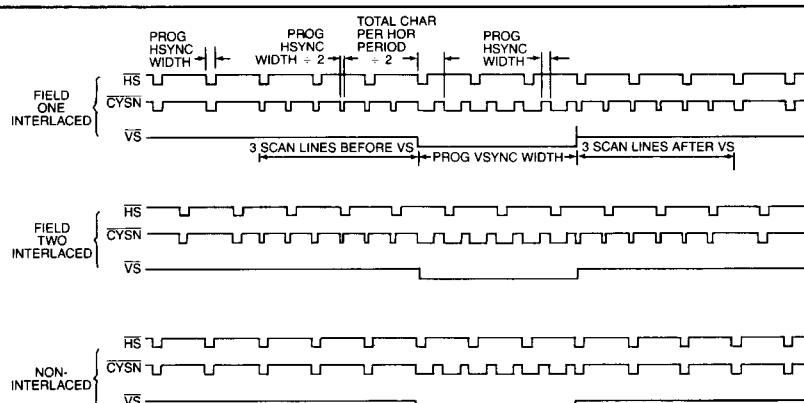 PROG
HSYNC
WIDTH
PROG
HSYNC
WIDTH ÷ 2
TOTAL CHAR
PER HOR
PERIOD
÷ 2
PROG
HSYNC
WIDTH
FIELD
ONE
INTERLACED
HS
CYSN
VS
3 SCAN LINES BEFORE VS
PROG VSYNC WIDTH
3 SCAN LINES AFTER VS
FIELD
TWO
INTERLACED
HS
CYSN
VS
NON-
INTERLACED
HS
CYSN
VS